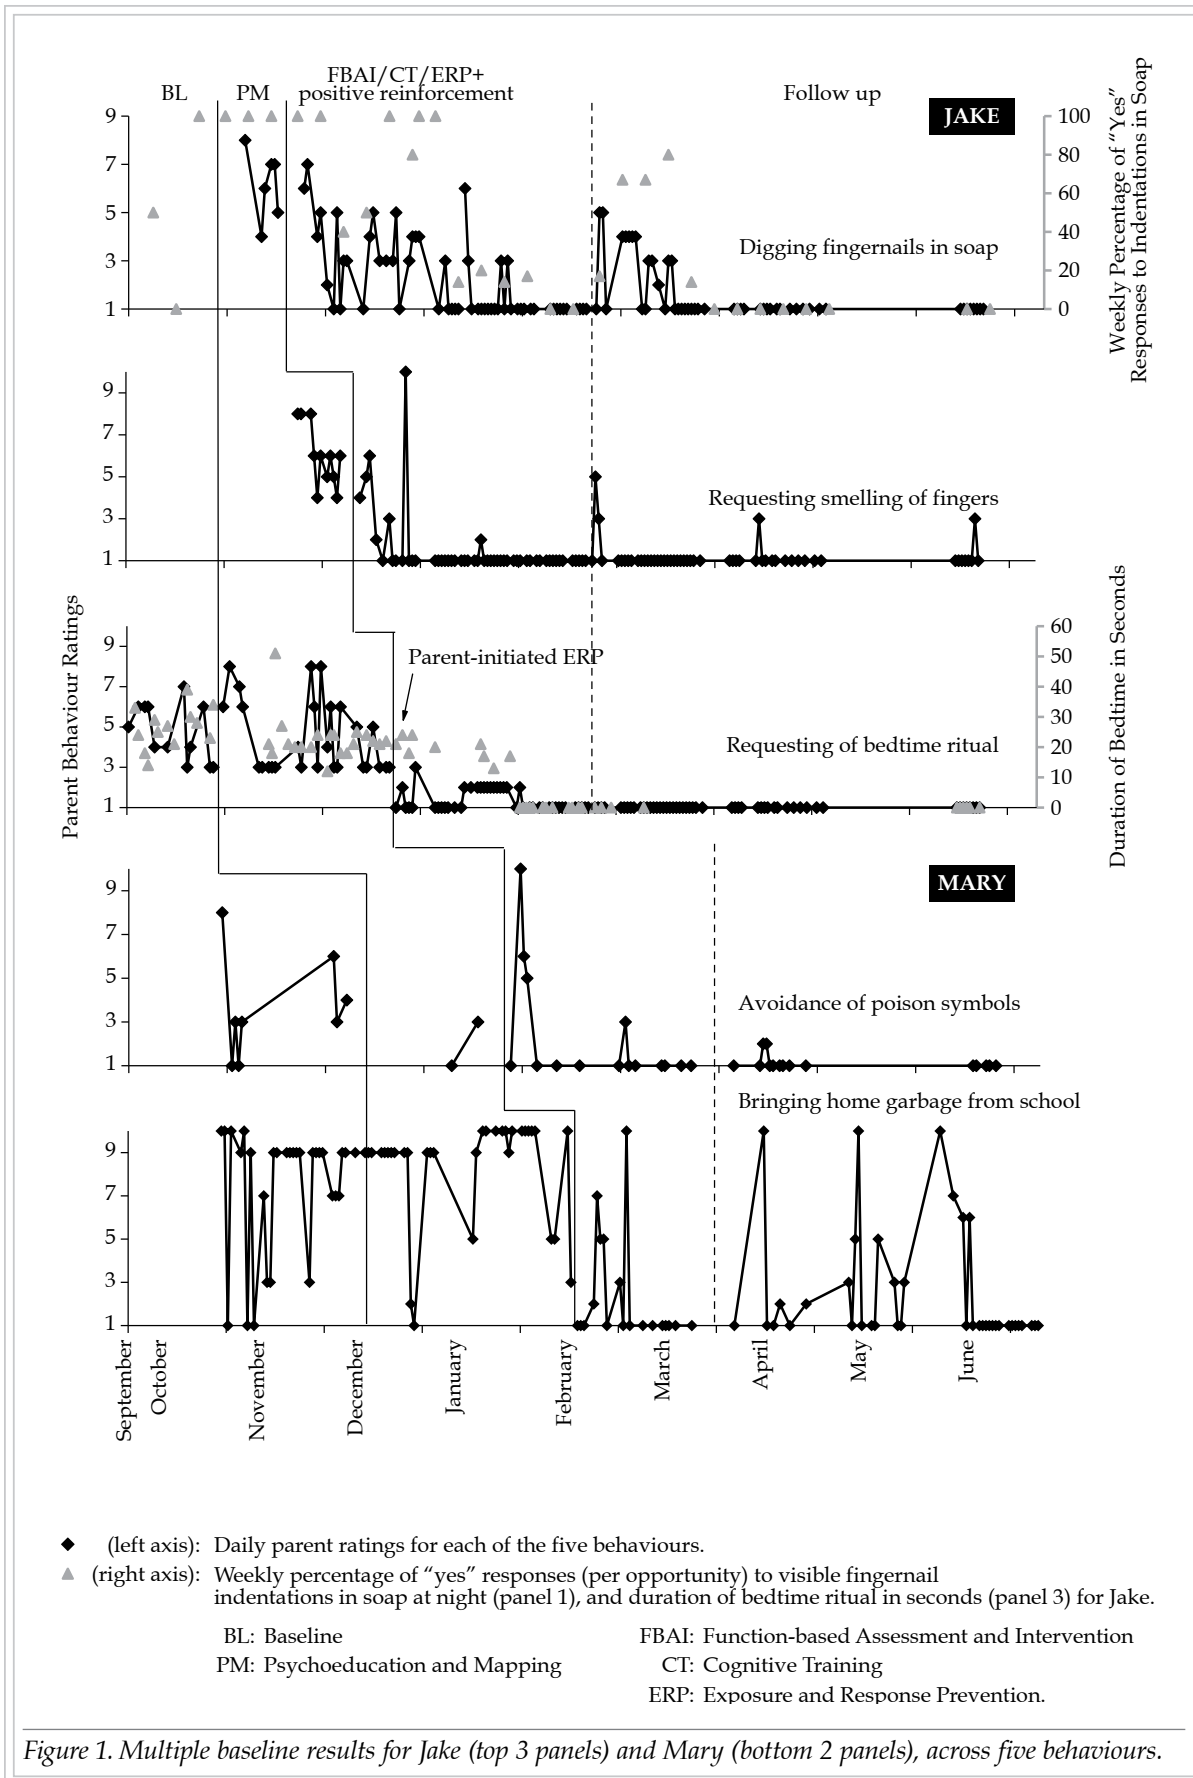 FBAI/CT/ERP+
BL PM positive reinforcement Follow up
JAKE
9
7
5
3
1
100
80
60
40
20
0
Weekly Percentage of “Yes”
Responses to Indentations in Soap
Digging fingernails in soap
9
7
5
3
1
Requesting smelling of fingers
Parent Behaviour Ratings
9
7
5
3
1
Parent-initiated ERP
60
50
40
30
20
10
0
Duration of Bedtime in Seconds
Requesting of bedtime ritual
MARY
9
7
5
3
1
Avoidance of poison symbols
Bringing home garbage from school
9
7
5
3
1
September
October
November
December
January
February
March
April
May
June
(left axis): Daily parent ratings for each of the five behaviours.
(right axis): Weekly percentage of “yes” responses (per opportunity) to visible fingernail
indentations in soap at night (panel 1), and duration of bedtime ritual in seconds (panel 3) for Jake.
BL: Baseline FBAI: Function-based Assessment and Intervention
PM: Psychoeducation and Mapping CT: Cognitive Training
ERP: Exposure and Response Prevention.
Figure 1. Multiple baseline results for Jake (top 3 panels) and Mary (bottom 2 panels), across five behaviours.